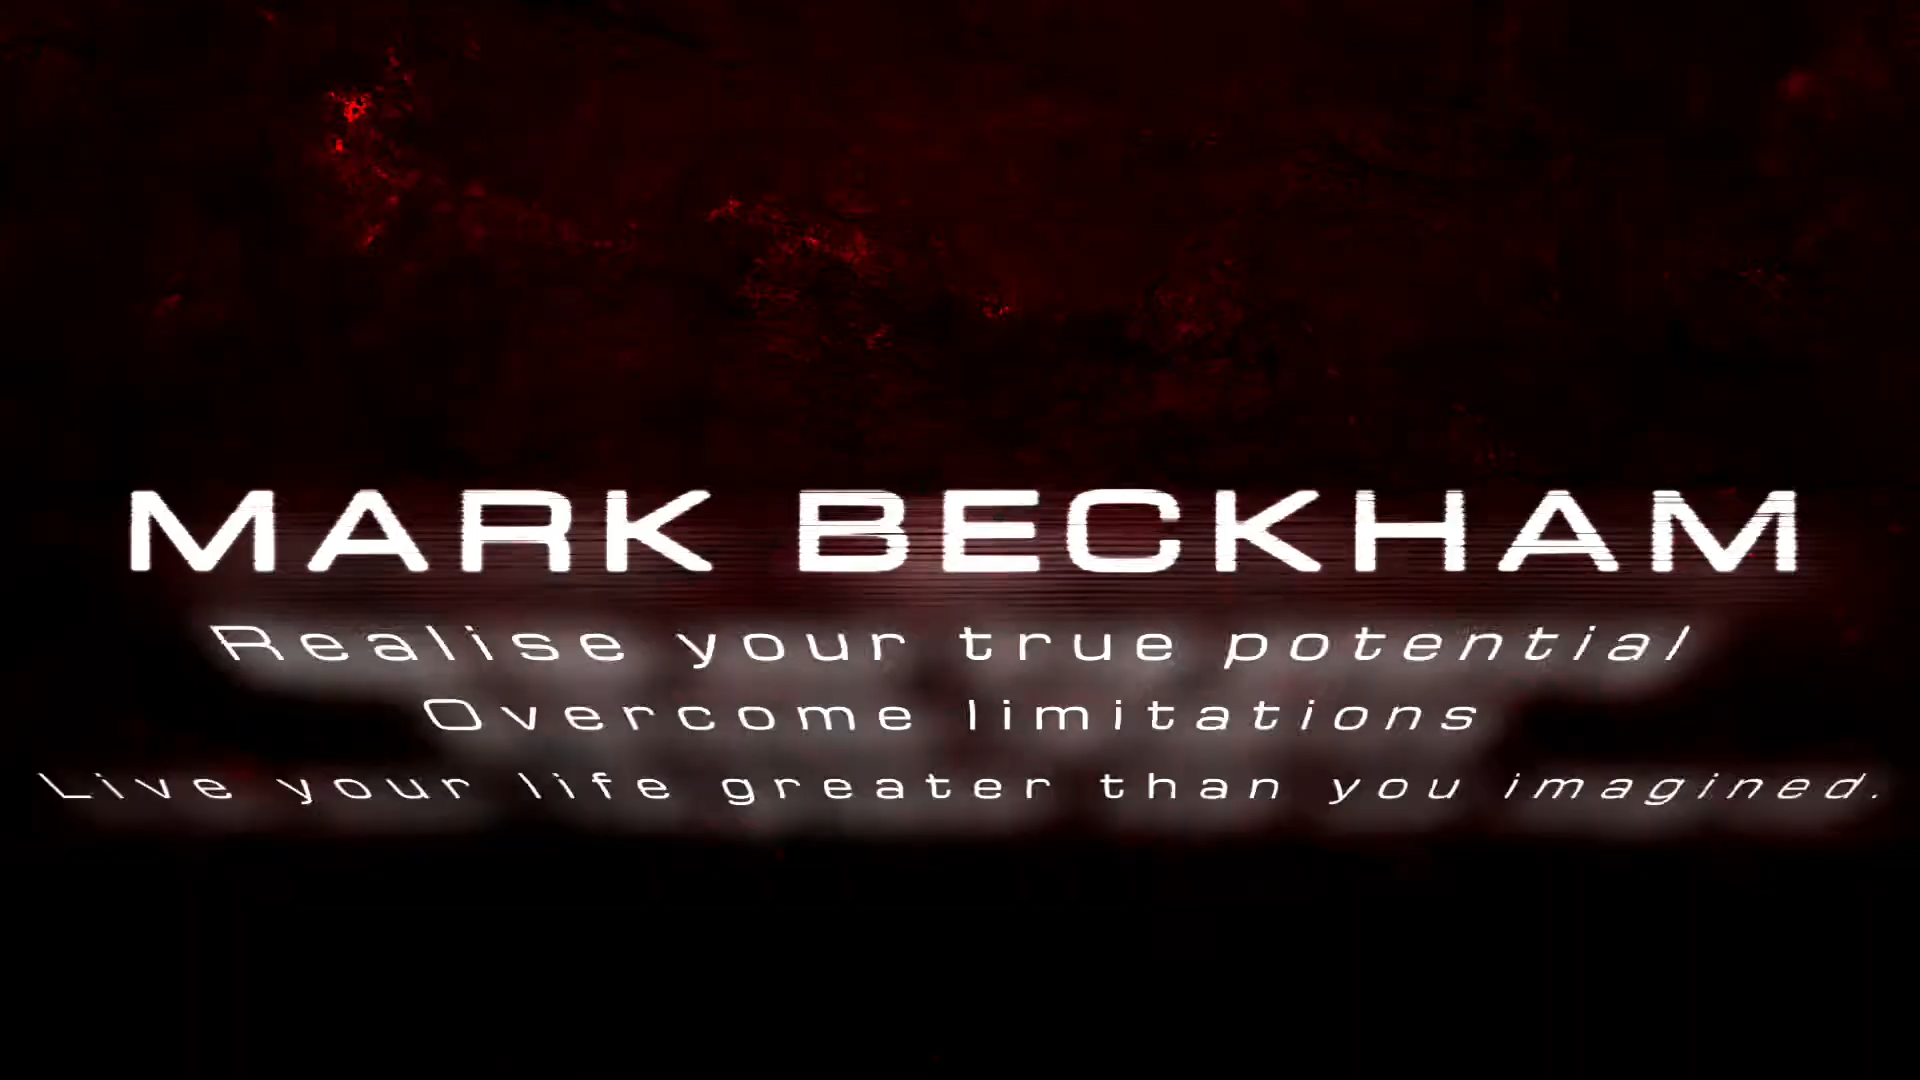 MARK BECKHAM
Realise your true potential
Overcome limitations
Live your life greater than you imagined.